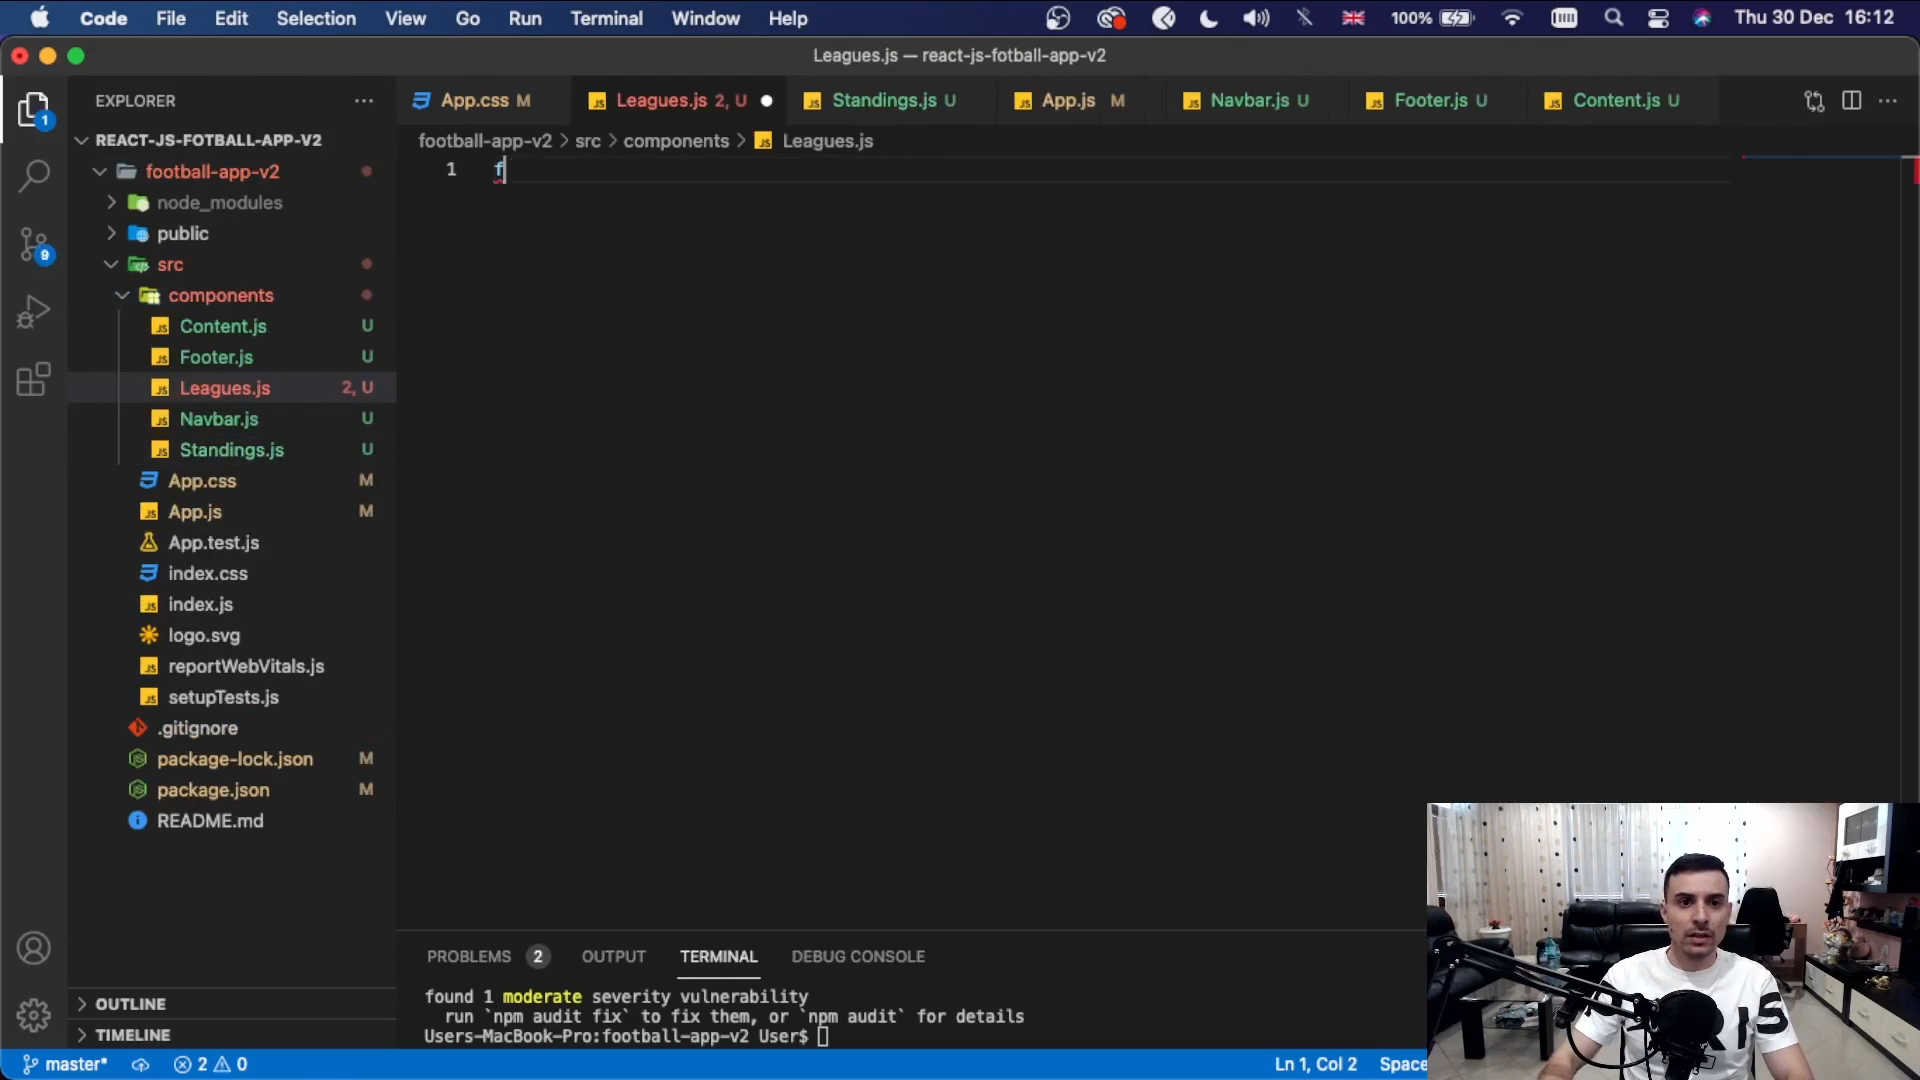 Code File Edit Selection View Go Run Terminal Window Help 100% Thu 30 Dec 16:12
Leagues.js — react-js-fotball-app-v2
EXPLORER
App.css M Leagues.js 2, U Standings.js U App.js M Navbar.js U Footer.js U Content.js U
REACT-JS-FOTBALL-APP-V2
football-app-v2 > src > components > JS Leagues.js
1 f
football-app-v2
node_modules
public
src
components
Content.js U
Footer.js U
Leagues.js 2, U
Navbar.js U
Standings.js U
App.css M
App.js M
App.test.js
index.css
index.js
logo.svg
reportWebVitals.js
setupTests.js
.gitignore
package-lock.json M
package.json M
README.md
OUTLINE
TIMELINE
1
9
PROBLEMS 2 OUTPUT TERMINAL DEBUG CONSOLE
found 1 moderate severity vulnerability
run `npm audit fix` to fix them, or `npm audit` for details
Users-MacBook-Pro:football-app-v2 User$
master* 2 0 Ln 1, Col 2